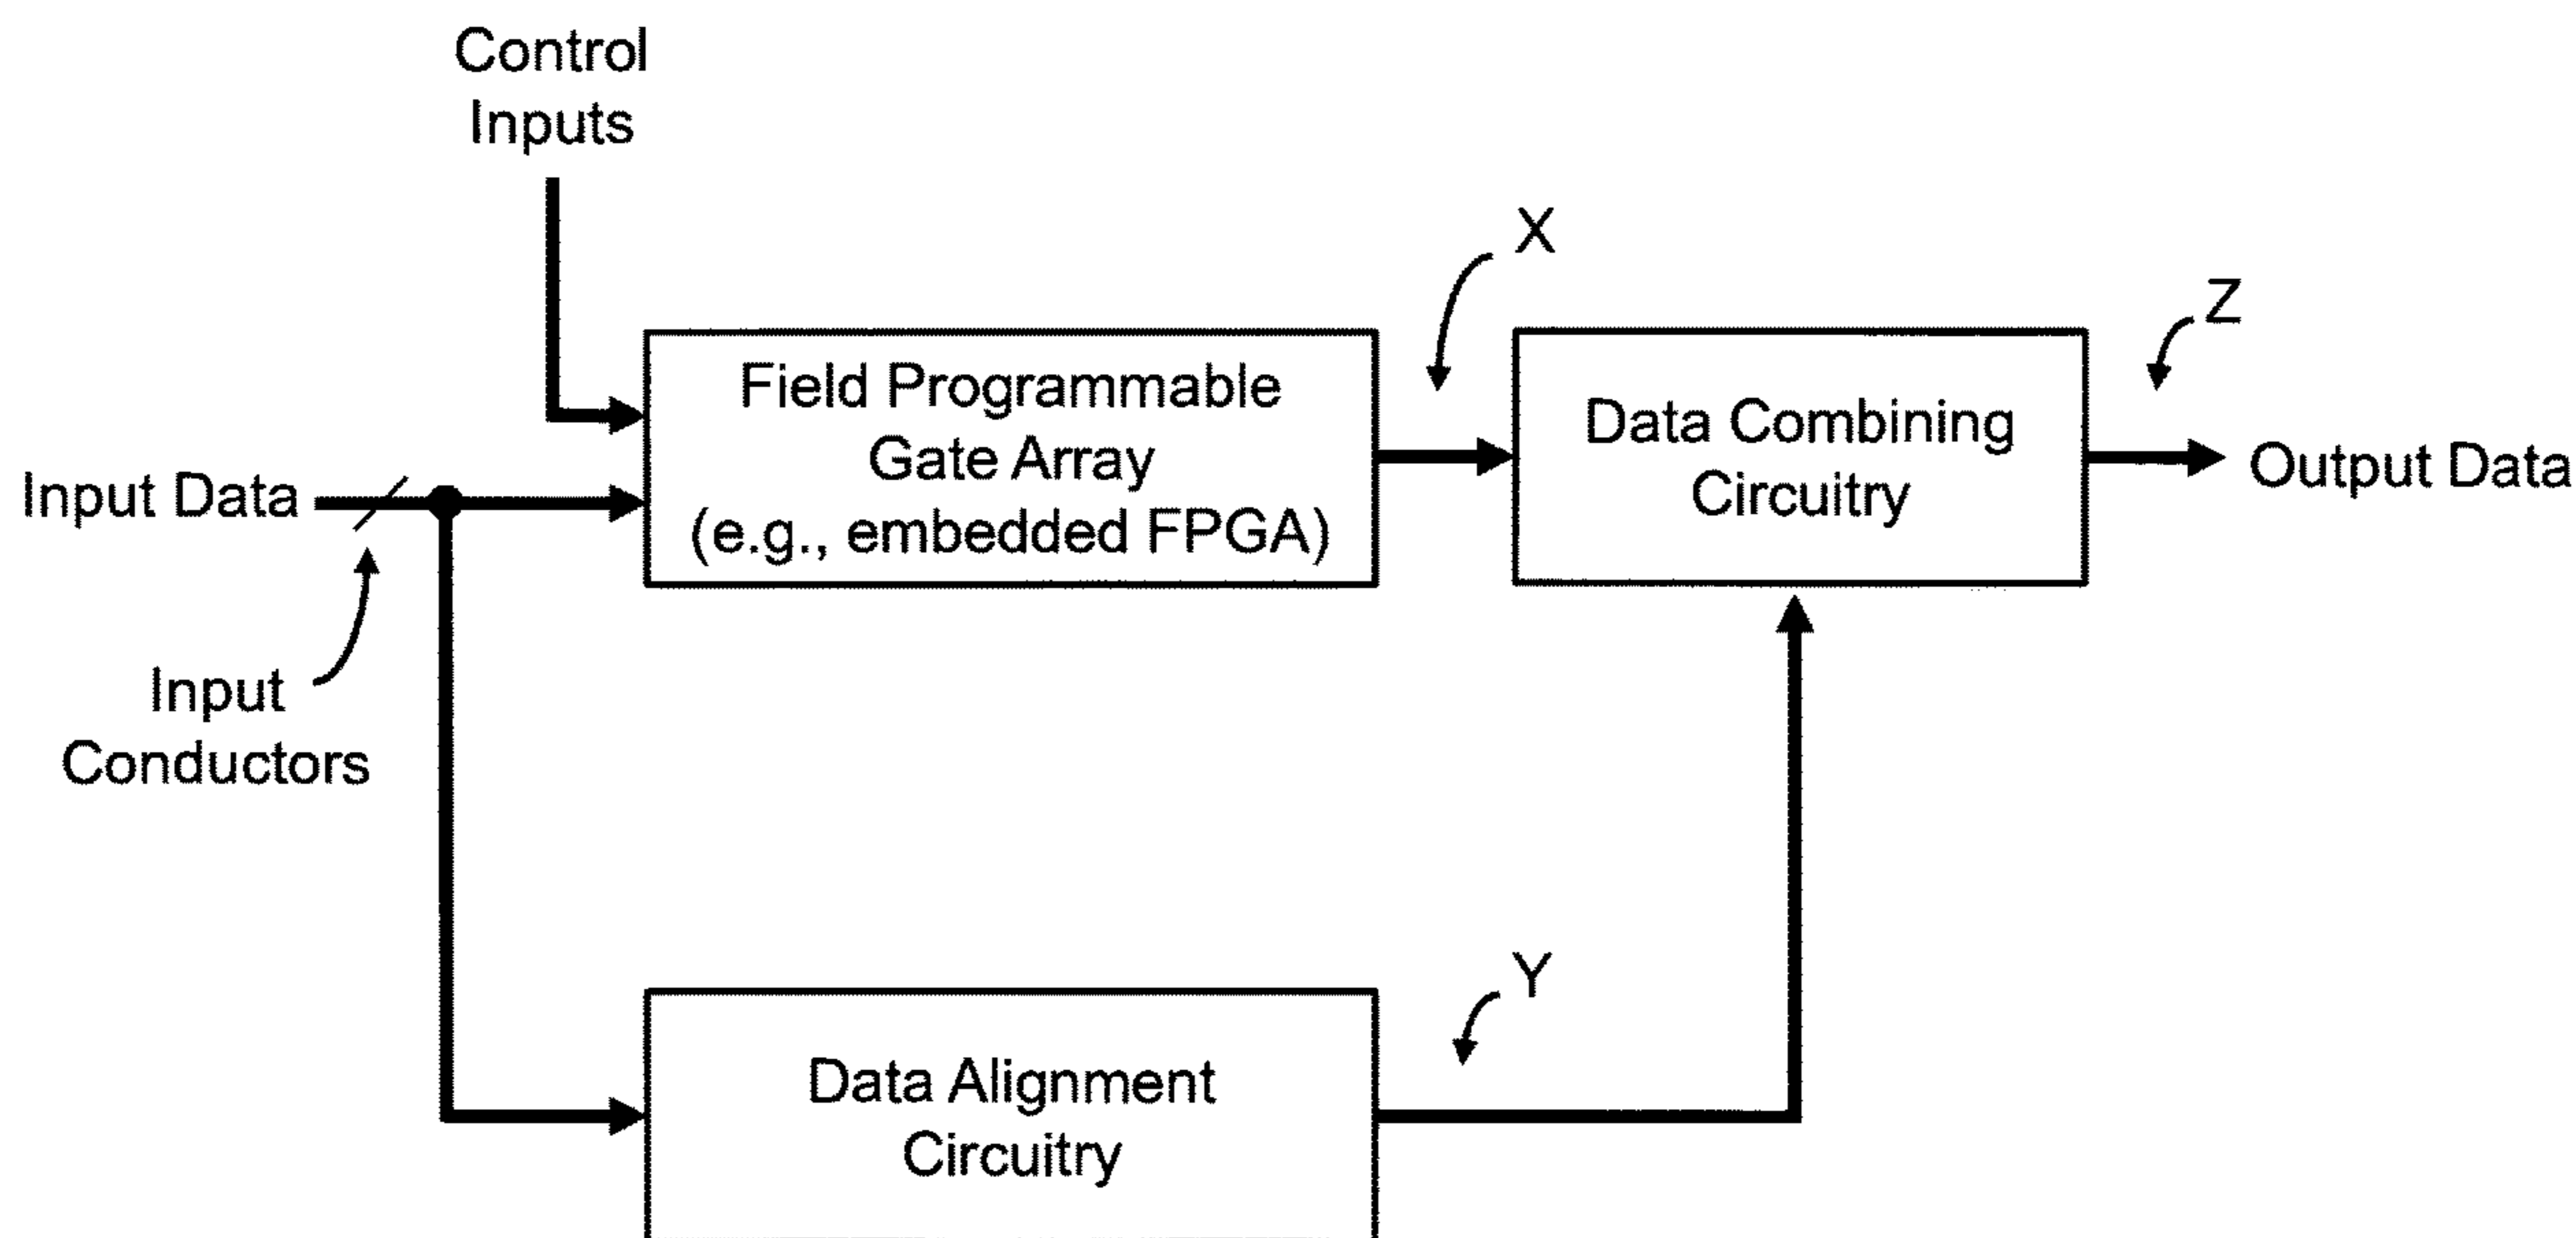 Control
Inputs
X
Z
Field Programmable
Gate Array
(e.g., embedded FPGA)
Data Combining
Circuitry
Input Data
Output Data
Input
Conductors
Y
Data Alignment
Circuitry